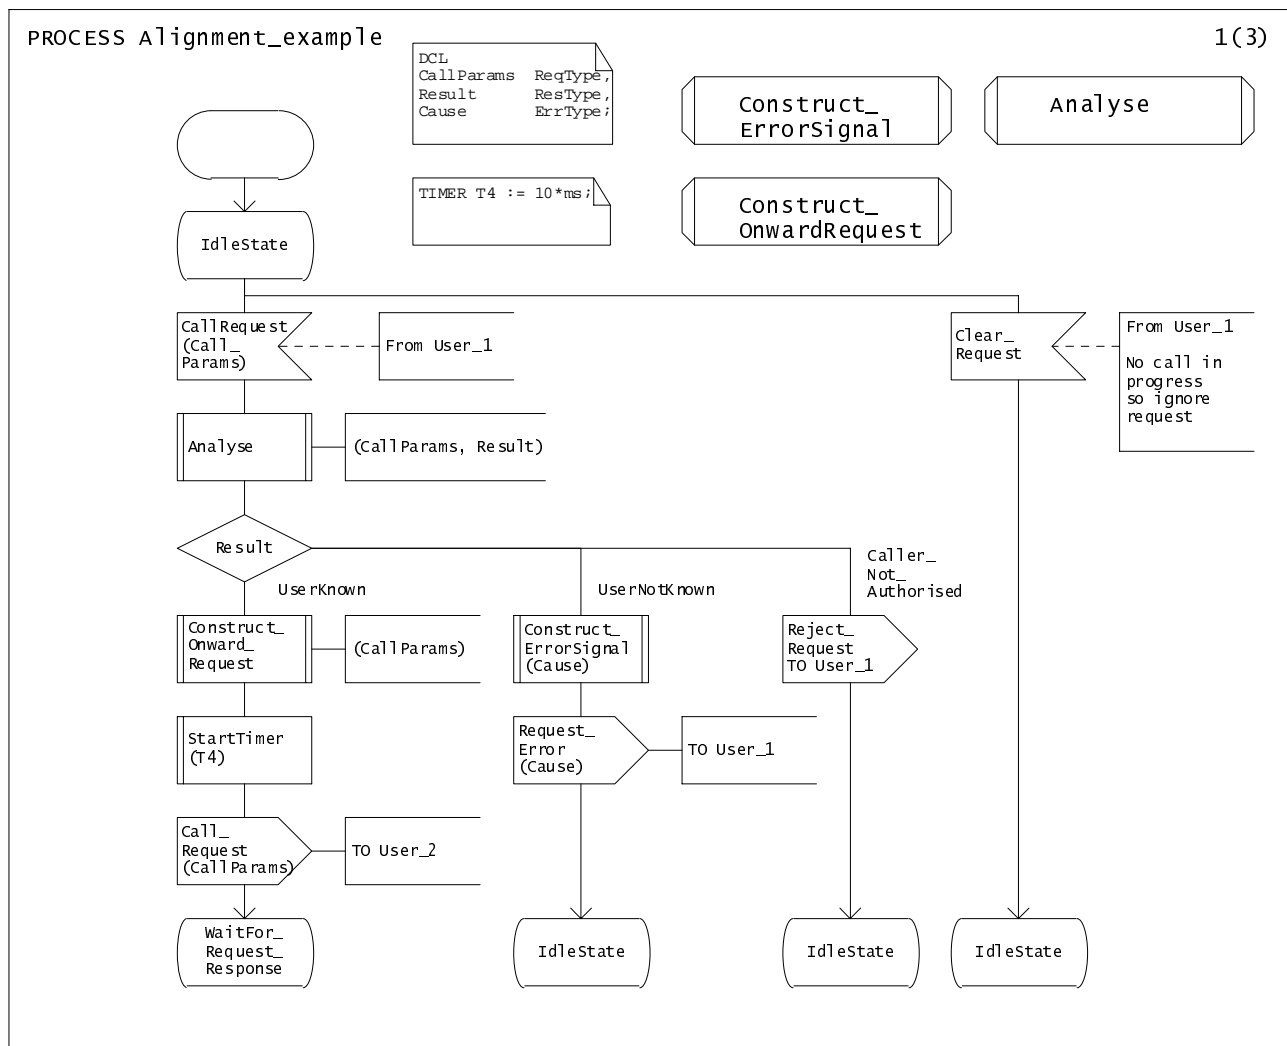 PROCESS Alignment_example
1(3)
DCL
CallParams ReqType,
Result ResType,
Cause ErrType;
Construct_
ErrorSignal
Analyse
TIMER T4 := 10*ms;
Construct_
OnwardRequest
IdleState
CallRequest
(Call_
Params)
From User_1
Clear_
Request
From User_1
No call in
progress
so ignore
request
Analyse
(CallParams, Result)
Result
UserKnown
UserNotKnown
Caller_
Not_
Authorised
Construct_
Onward_
Request
(CallParams)
Construct_
ErrorSignal
(Cause)
Reject_
Request
TO User_1
StartTimer
(T4)
Request_
Error
(Cause)
TO User_1
Call_
Request
(CallParams)
TO User_2
WaitFor_
Request_
Response
IdleState
IdleState
IdleState